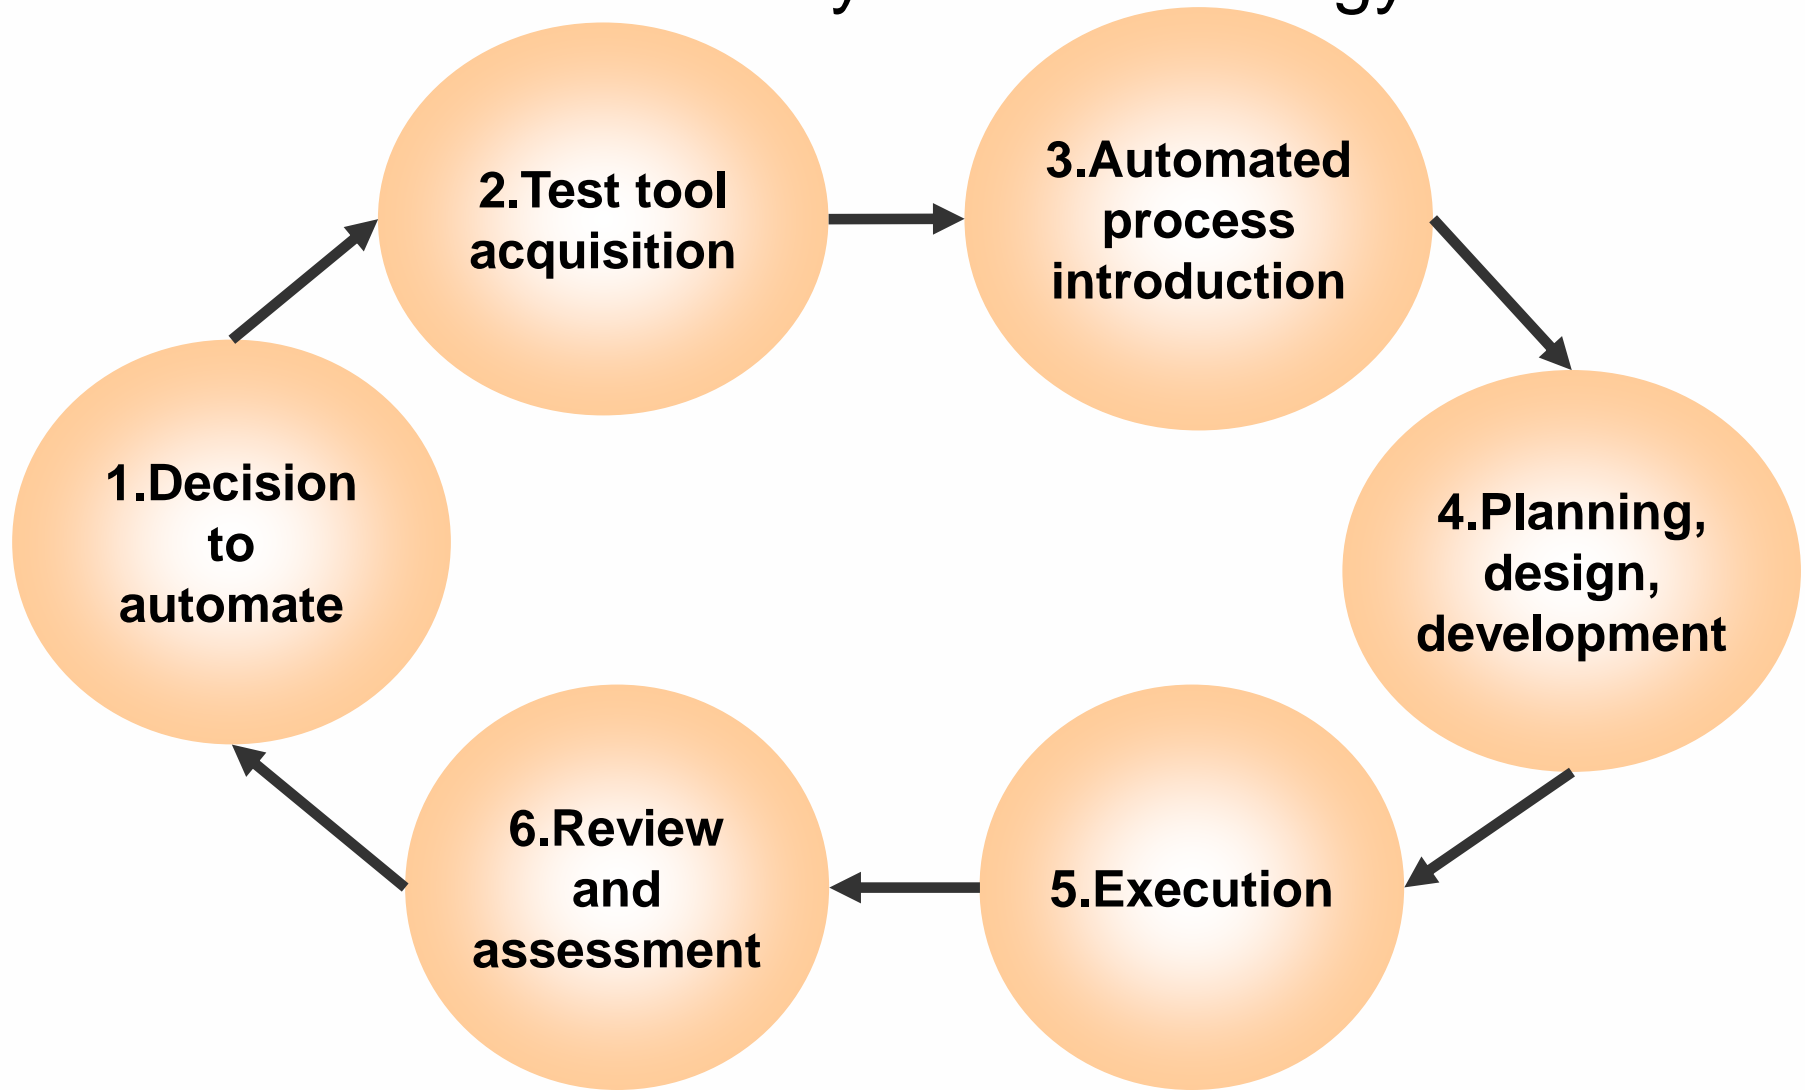 1.Decision
to
automate
2.Test tool
acquisition
3.Automated
process
introduction
4.Planning,
design,
development
5.Execution
6.Review
and
assessment